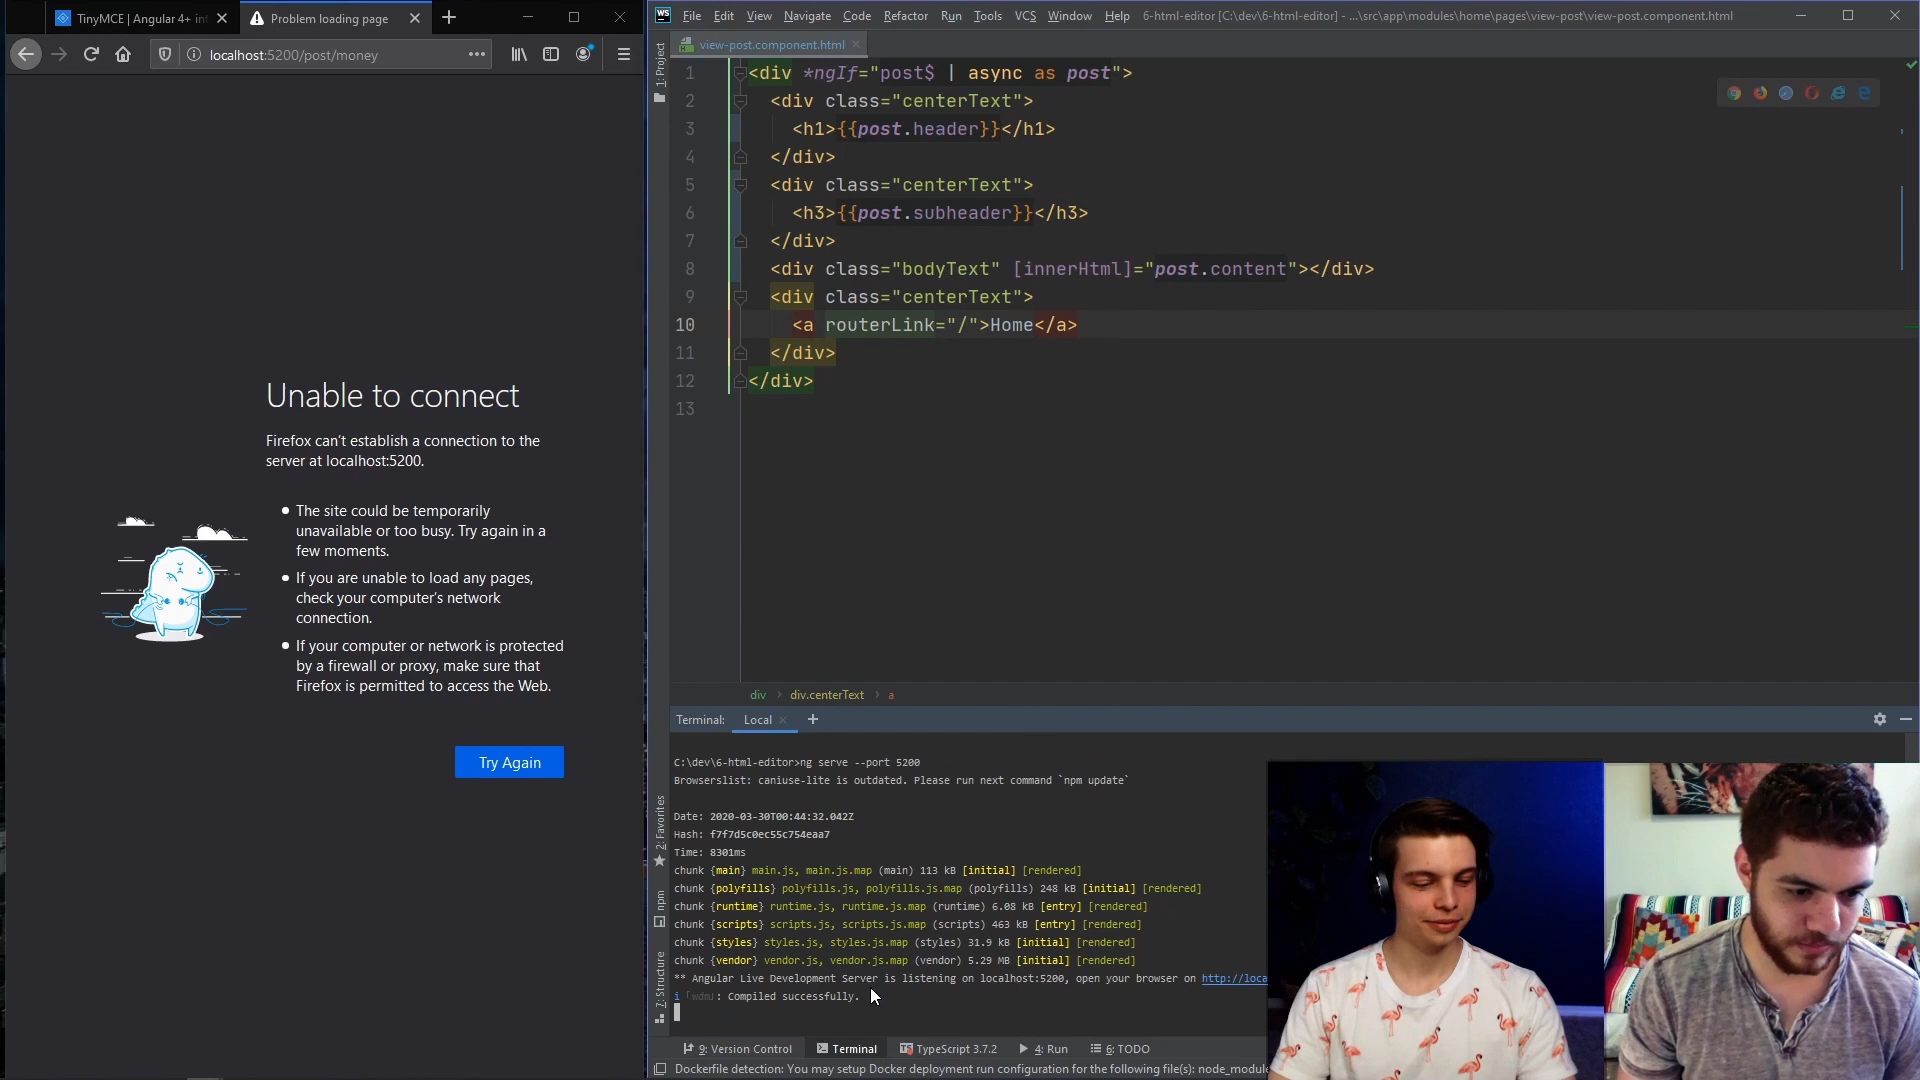 TinyMCE | Angular 4+ in
Problem loading page
localhost:5200/post/money
Unable to connect
Firefox can't establish a connection to the
server at localhost:5200.
The site could be temporarily
unavailable or too busy. Try again in a
few moments.
If you are unable to load any pages,
check your computer's network
connection.
If your computer or network is protected
by a firewall or proxy, make sure that
Firefox is permitted to access the Web.
Try Again
WS File Edit View Navigate Code Refactor Run Tools VCS Window Help 6-html-editor [C:\dev\6-html-editor] - ...\src\app\modules\home\pages\view-post\view-post.component.html
view-post.component.html
1: Project
1 <div *ngIf="post$ | async as post">
2 <div class="centerText">
3 <h1>{{post.header}}</h1>
4 </div>
5 <div class="centerText">
6 <h3>{{post.subheader}}</h3>
7 </div>
8 <div class="bodyText" [innerHtml]="post.content"></div>
9 <div class="centerText">
10 <a routerLink="/">Home</a>
11 </div>
12 </div>
13
div › div.centerText › a
Terminal: Local
C:\dev\6-html-editor>ng serve --port 5200
Browserslist: caniuse-lite is outdated. Please run next command `npm update`
Date: 2020-03-30T00:44:32.042Z
Hash: f7f7d5c0ec55c754eaa7
Time: 8301ms
chunk {main} main.js, main.js.map (main) 113 kB [initial] [rendered]
chunk {polyfills} polyfills.js, polyfills.js.map (polyfills) 248 kB [initial] [rendered]
chunk {runtime} runtime.js, runtime.js.map (runtime) 6.08 kB [entry] [rendered]
chunk {scripts} scripts.js, scripts.js.map (scripts) 463 kB [entry] [rendered]
chunk {styles} styles.js, styles.js.map (styles) 31.9 kB [initial] [rendered]
chunk {vendor} vendor.js, vendor.js.map (vendor) 5.29 MB [initial] [rendered]
** Angular Live Development Server is listening on localhost:5200, open your browser on http://loca
i ｢wdm｣: Compiled successfully.
2: Favorites
npm
7: Structure
9: Version Control Terminal TypeScript 3.7.2 4: Run 6: TODO
Dockerfile detection: You may setup Docker deployment run configuration for the following file(s): node_module